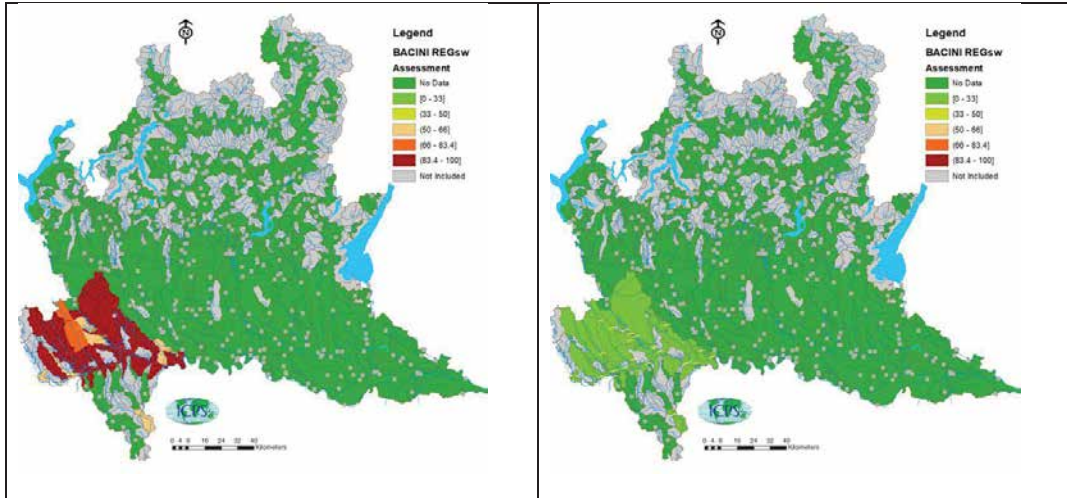 N
Legend
BACINI REGsw
Assessment
No Data
[0 - 33]
(33 - 50]
(50 - 66]
(66 - 83.4]
(83.4 - 100]
Not Included
ICPS
0 4 8 16 24 32 40
Kilometers
N
Legend
BACINI REGsw
Assessment
No Data
[0 - 33]
(33 - 50]
(50 - 66]
(66 - 83.4]
(83.4 - 100]
Not Included
ICPS
0 4 8 16 24 32 40
Kilometers